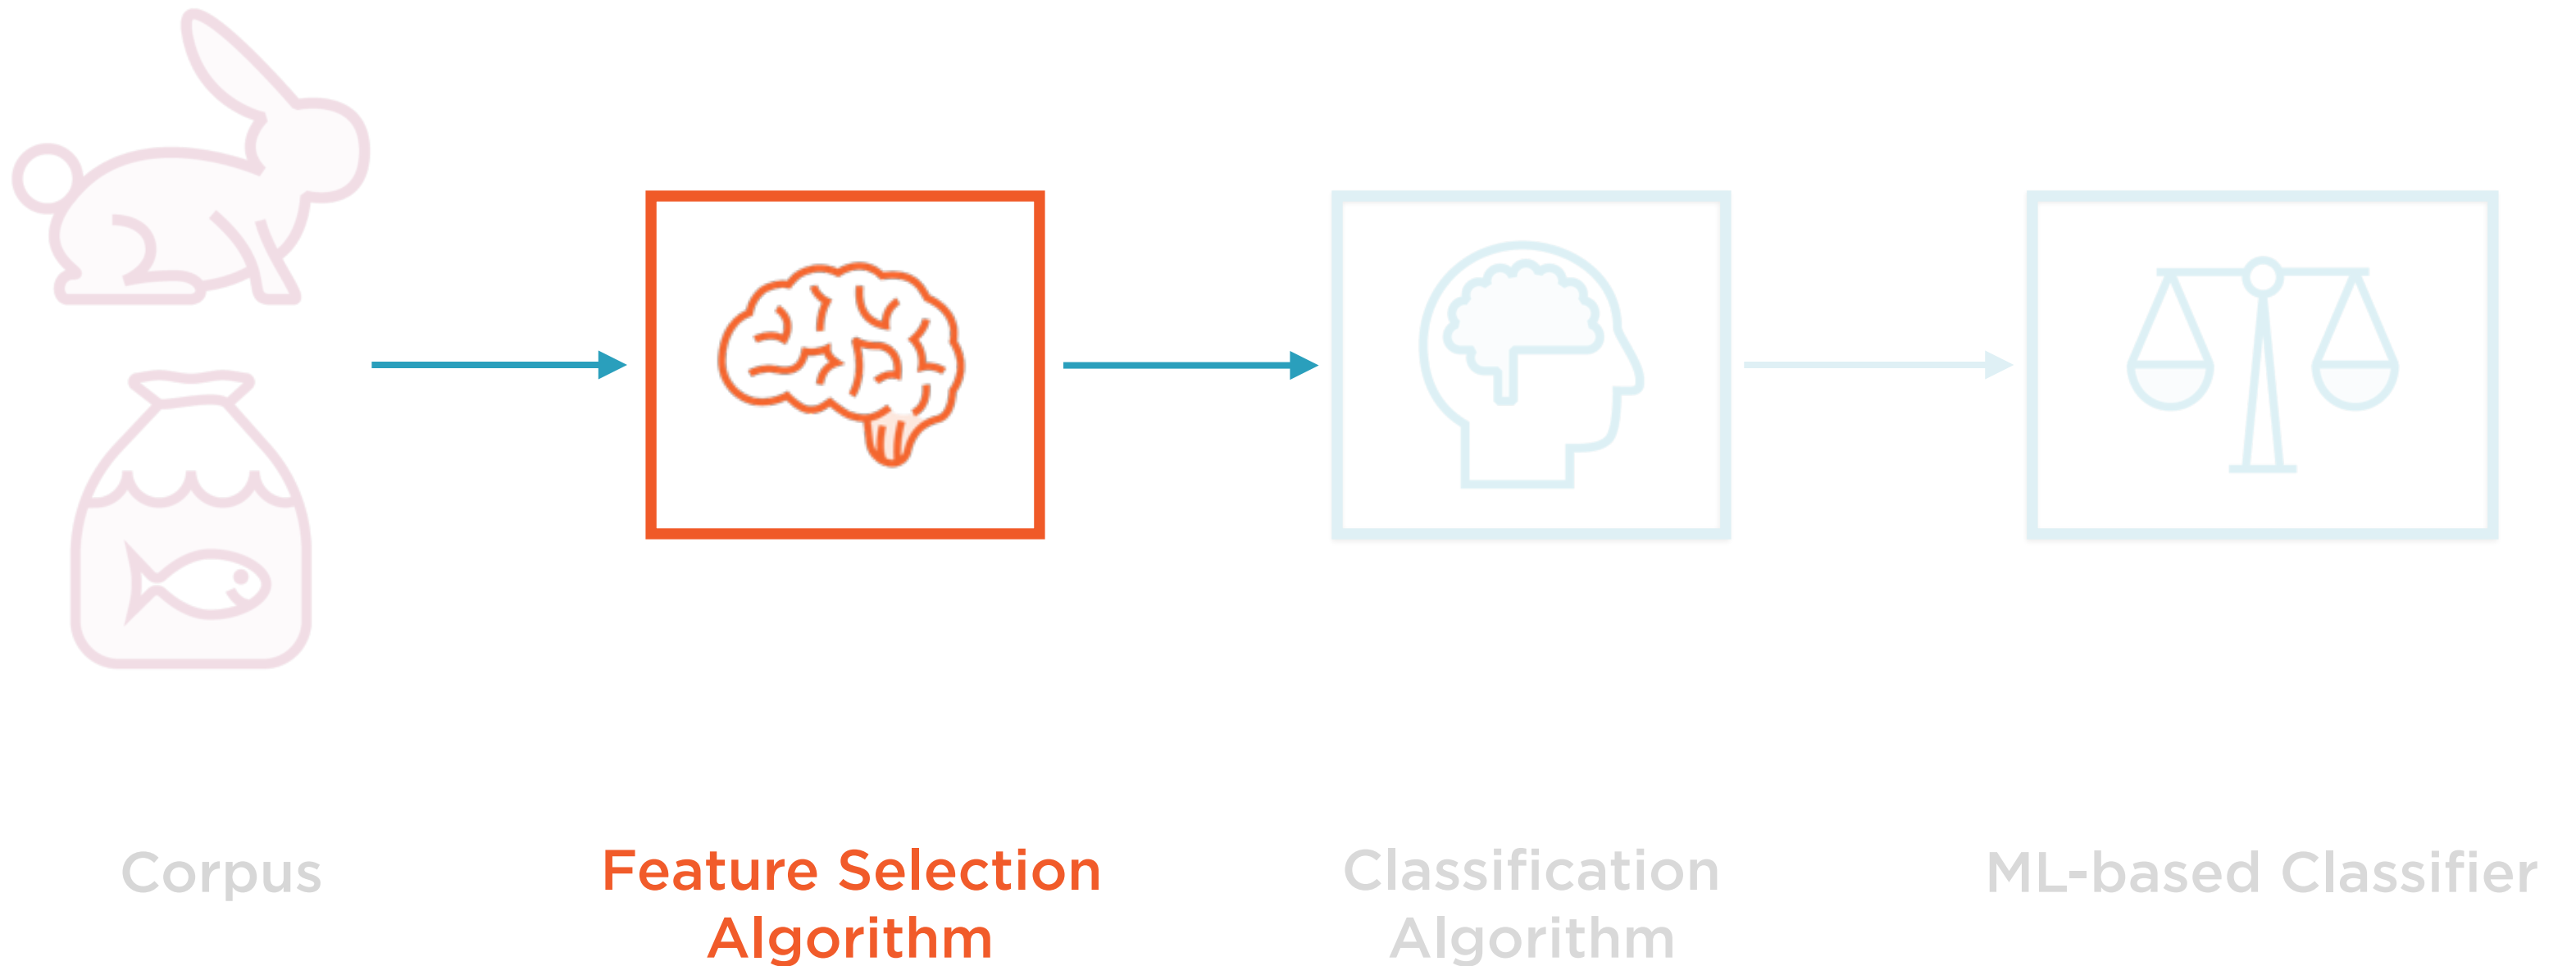 Corpus
Feature Selection
Algorithm
Classification
Algorithm
ML-based Classifier